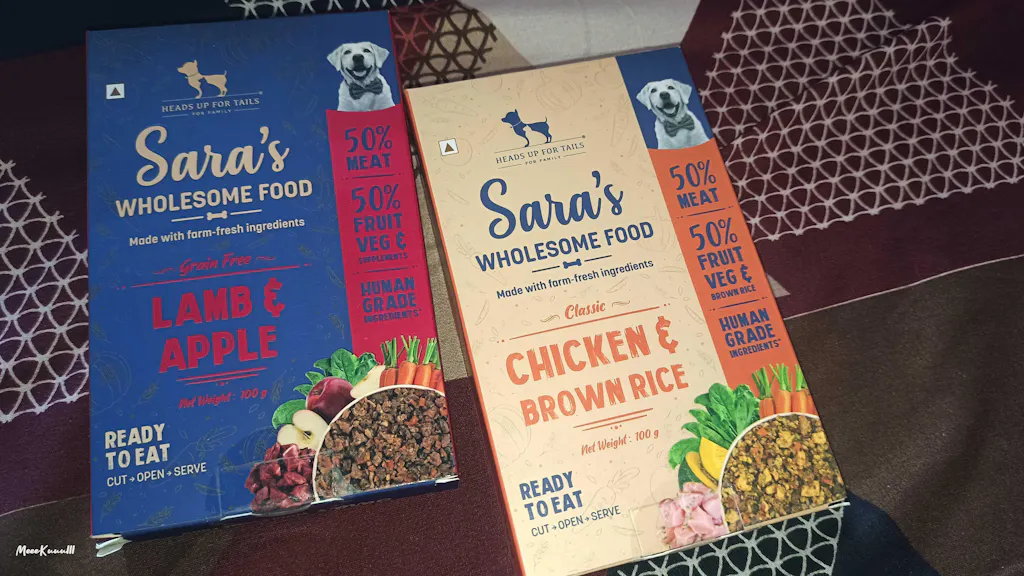 HEADS UP FOR TAILS
FOR FAMILY
Sara's
WHOLESOME FOOD
Made with farm-fresh ingredients
Grain Free
LAMB &
APPLE
Net Weight: 100 g
READY
TO EAT
CUT → OPEN → SERVE
50%
MEAT
50%
FRUIT
VEG &
SUPPLEMENTS
HUMAN
GRADE
INGREDIENTS*
HEADS UP FOR TAILS
FOR FAMILY
Sara's
WHOLESOME FOOD
Made with farm-fresh ingredients
Classic
CHICKEN &
BROWN RICE
Net Weight: 100 g
READY
TO EAT
CUT → OPEN → SERVE
50%
MEAT
50%
FRUIT
VEG &
BROWN RICE
HUMAN
GRADE
INGREDIENTS*
MeeeKuuulll